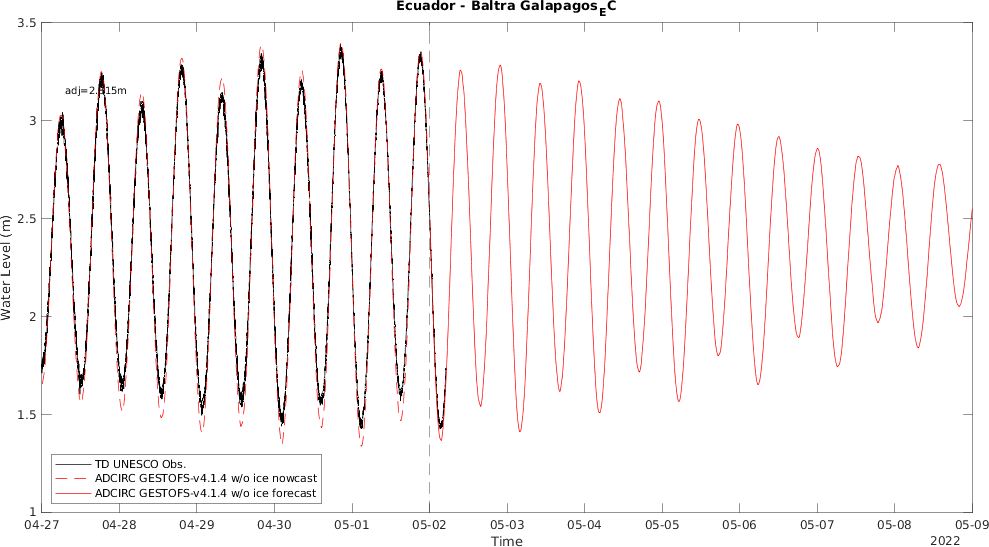 Ecuador - Baltra Galapagos_EC
3.5
3
2.5
2
1.5
1
Water Level (m)
TD UNESCO Obs.
ADCIRC GESTOFS-v4.1.4 w/o ice nowcast
ADCIRC GESTOFS-v4.1.4 w/o ice forecast
04-27 04-28 04-29 04-30 05-01 05-02 05-03 05-04 05-05 05-06 05-07 05-08 05-09
Time
2022